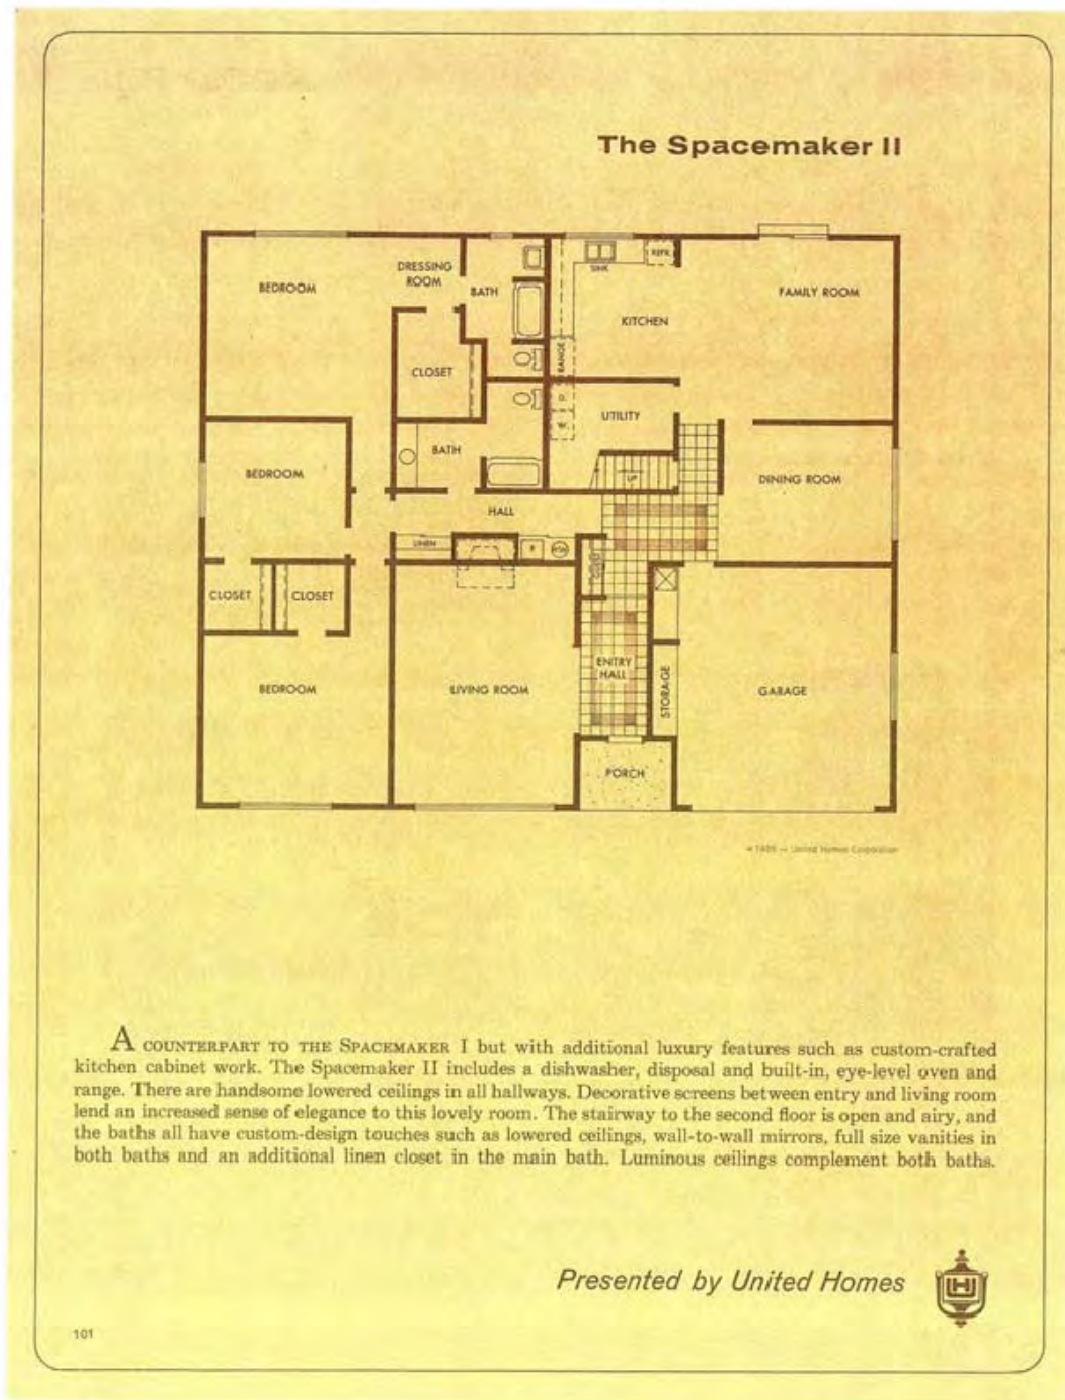 The Spacemaker II
BEDROOM
DRESSING
ROOM
BATH
SINK
REFR.
KITCHEN
FAMILY ROOM
CLOSET
RANGE
D
W
UTILITY
BATH
BEDROOM
UP
DINING ROOM
HALL
LINEN
CLOSET
CLOSET
BEDROOM
LIVING ROOM
ENTRY
HALL
STORAGE
GARAGE
PORCH
United Homes Corporation
A COUNTERPART TO THE SPACEMAKER I but with additional luxury features such as custom-crafted
kitchen cabinet work. The Spacemaker II includes a dishwasher, disposal and built-in, eye-level oven and
range. There are handsome lowered ceilings in all hallways. Decorative screens between entry and living room
lend an increased sense of elegance to this lovely room. The stairway to the second floor is open and airy, and
the baths all have custom-design touches such as lowered ceilings, wall-to-wall mirrors, full size vanities in
both baths and an additional linen closet in the main bath. Luminous ceilings complement both baths.
Presented by United Homes
101